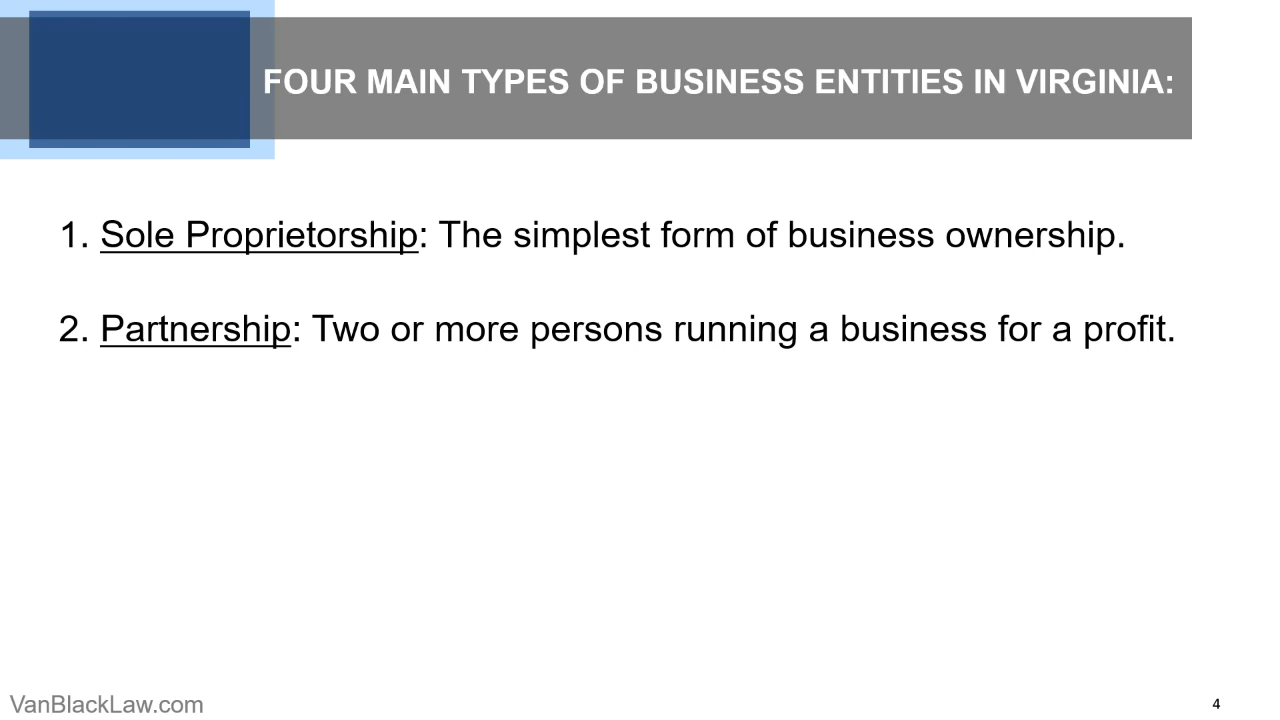 FOUR MAIN TYPES OF BUSINESS ENTITIES IN VIRGINIA:
1. Sole Proprietorship: The simplest form of business ownership.
2. Partnership: Two or more persons running a business for a profit.
VanBlackLaw.com
4